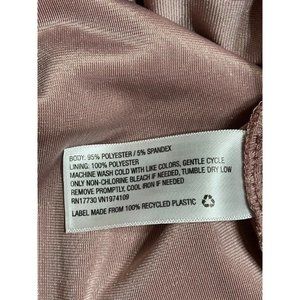 BODY: 95% POLYESTER / 5% SPANDEX
LINING: 100% POLYESTER
MACHINE WASH COLD WITH LIKE COLORS, GENTLE CYCLE
ONLY NON-CHLORINE BLEACH IF NEEDED, TUMBLE DRY LOW
REMOVE PROMPTLY, COOL IRON IF NEEDED
RN17730 VN1974109
LABEL MADE FROM 100% RECYCLED PLASTIC